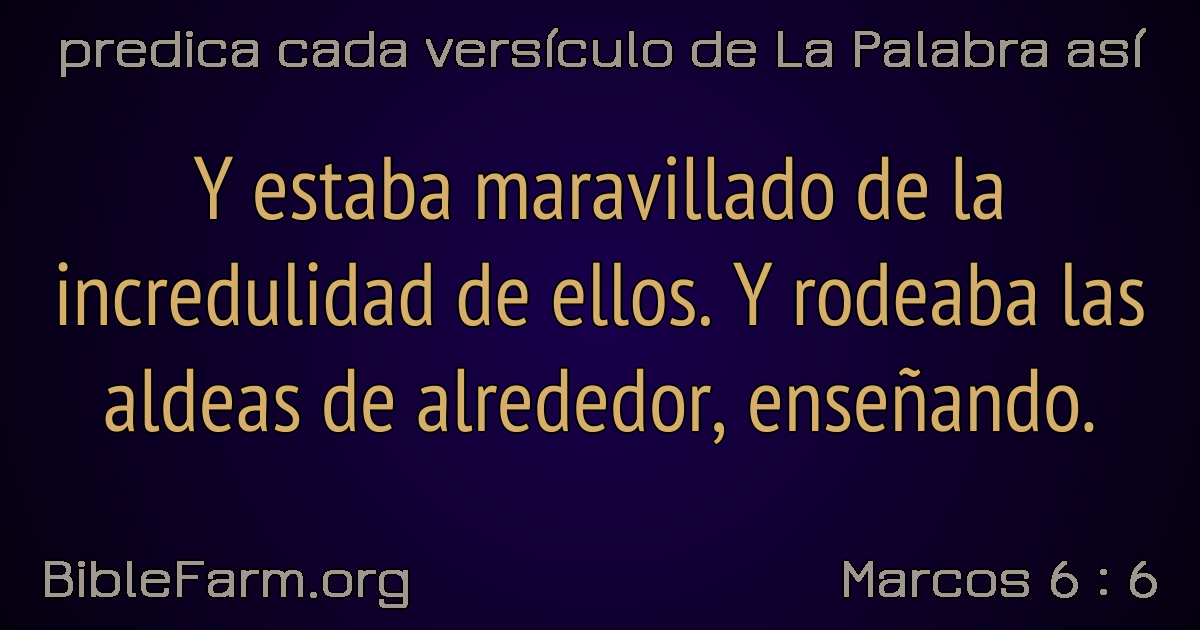 predica cada versículo de La Palabra así
Y estaba maravillado de la
incredulidad de ellos. Y rodeaba las
aldeas de alrededor, enseñando.
BibleFarm.org
Marcos 6 : 6